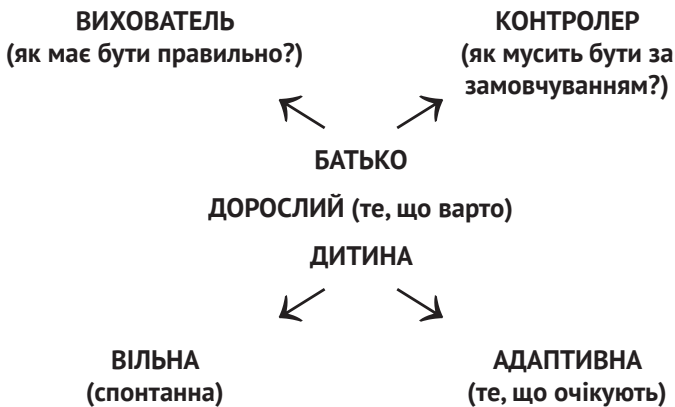 ВИХОВАТЕЛЬ
(як має бути правильно?)
КОНТРОЛЕР
(як мусить бути за
замовчуванням?)
БАТЬКО
ДОРОСЛИЙ (те, що варто)
ДИТИНА
ВІЛЬНА
(спонтанна)
АДАПТИВНА
(те, що очікують)